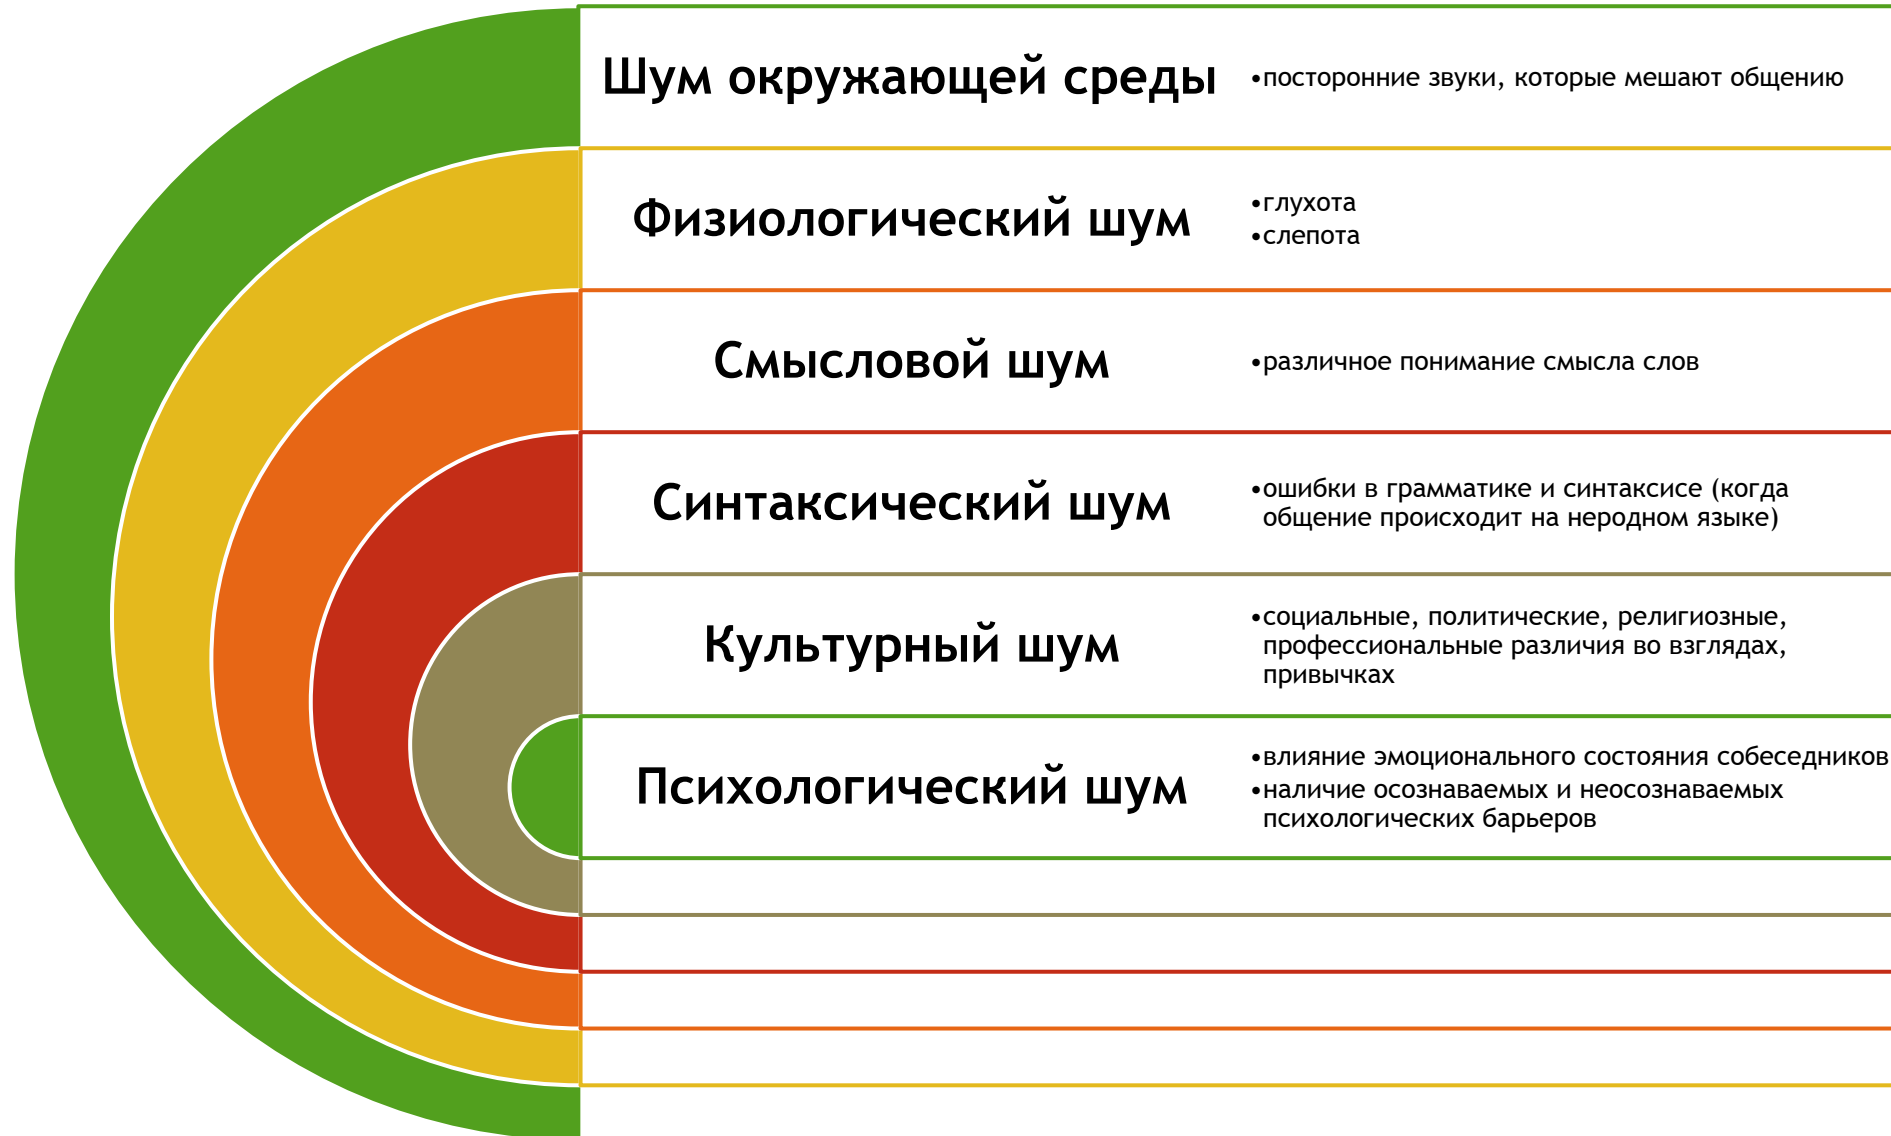 Шум окружающей среды
•посторонние звуки, которые мешают общению
Физиологический шум
•глухота
•слепота
Смысловой шум
•различное понимание смысла слов
Синтаксический шум
•ошибки в грамматике и синтаксисе (когда
общение происходит на неродном языке)
Культурный шум
•социальные, политические, религиозные,
профессиональные различия во взглядах,
привычках
Психологический шум
•влияние эмоционального состояния собеседников
•наличие осознаваемых и неосознаваемых
психологических барьеров